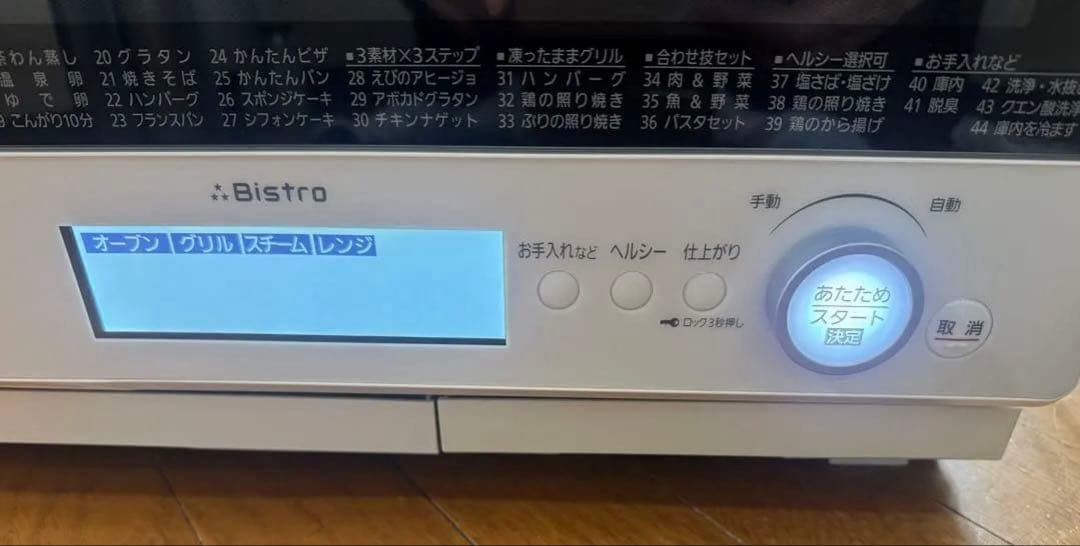 わん蒸し 20 グラタン 24 かんたんピザ ■3素材×3ステップ ■凍ったままグリル ■合わせ技セット ■ヘルシー選択可 ■お手入れなど
温泉卵 21 焼きそば 25 かんたんパン 28 えびのアヒージョ 31 ハンバーグ 34 肉&野菜 37 塩さば・塩ざけ 40 庫内 42 洗浄・水抜
ゆで卵 22 ハンバーグ 26 スポンジケーキ 29 アボカドグラタン 32 鶏の照り焼き 35 魚&野菜 38 鶏の照り焼き 41 脱臭 43 クエン酸洗浄
こんがり10分 23 フランスパン 27 シフォンケーキ 30 チキンナゲット 33 ぶりの照り焼き 36 パスタセット 39 鶏のから揚げ 44 庫内を冷ます
Bistro
手動 自動
オーブン グリル スチーム レンジ
お手入れなど ヘルシー 仕上がり
ロック3秒押し
あたため
スタート
決定
取消